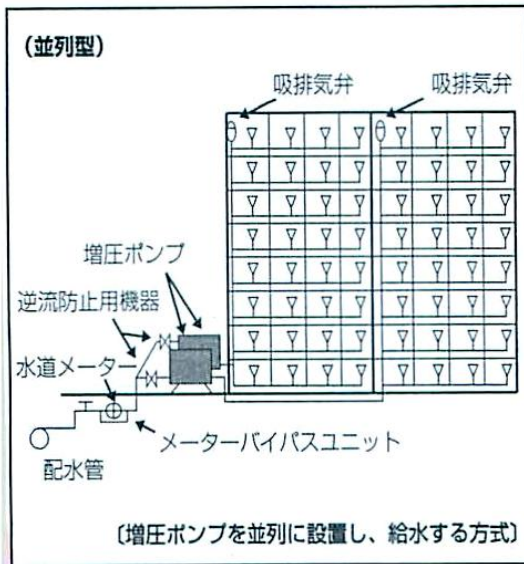 （並列型）
吸排気弁
吸排気弁
増圧ポンプ
逆流防止用機器
水道メーター
メーターバイパスユニット
配水管
〔増圧ポンプを並列に設置し、給水する方式〕